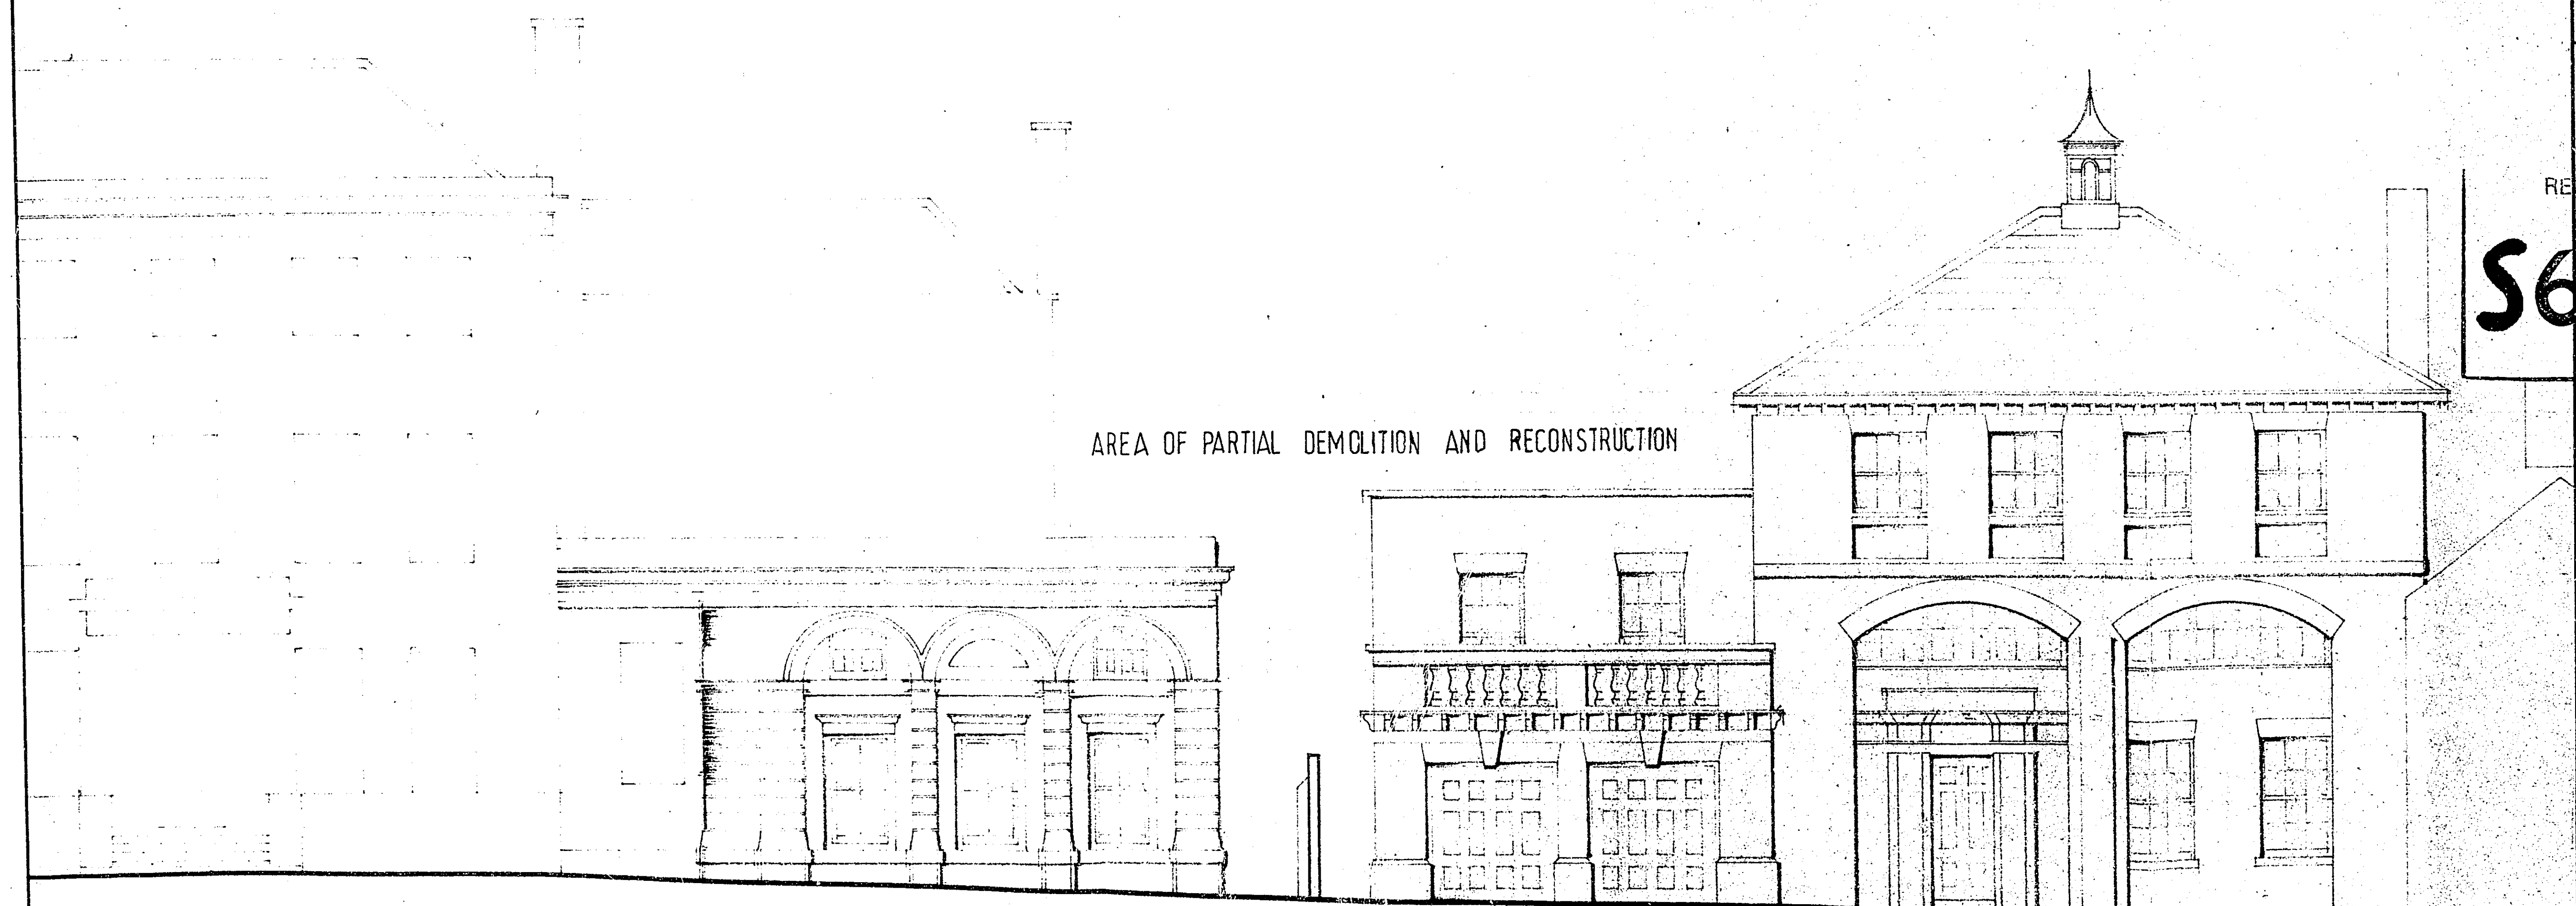 RE
S6
AREA OF PARTIAL DEMOLITION AND RECONSTRUCTION